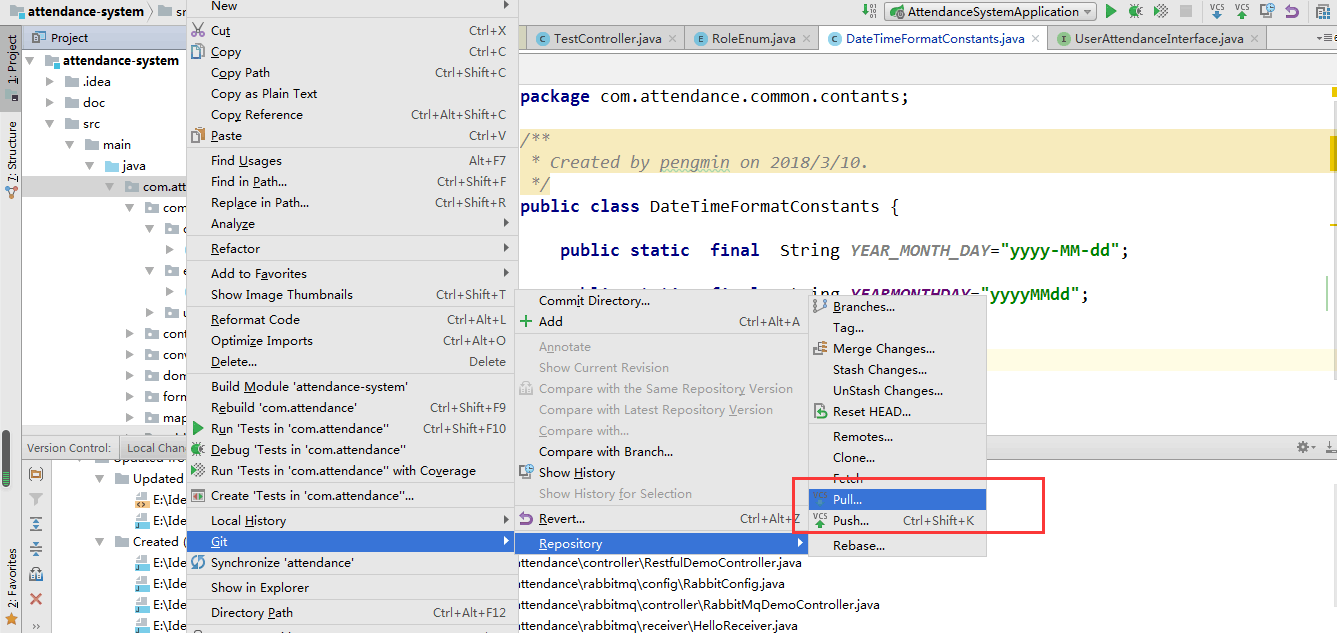 attendance-system
sr
AttendanceSystemApplication
VCS
VCS
1: Project
7: Structure
2: Favorites
Project
attendance-system
.idea
doc
src
main
java
com.att
com
e
u
cont
conv
dom
form
map
New
Cut Ctrl+X
Copy Ctrl+C
Copy Path Ctrl+Shift+C
Copy as Plain Text
Copy Reference Ctrl+Alt+Shift+C
Paste Ctrl+V
Find Usages Alt+F7
Find in Path... Ctrl+Shift+F
Replace in Path... Ctrl+Shift+R
Analyze
Refactor
Add to Favorites
Show Image Thumbnails Ctrl+Shift+T
Reformat Code Ctrl+Alt+L
Optimize Imports Ctrl+Alt+O
Delete... Delete
Build Module 'attendance-system'
Rebuild 'com.attendance' Ctrl+Shift+F9
Run 'Tests in 'com.attendance'' Ctrl+Shift+F10
Debug 'Tests in 'com.attendance''
Run 'Tests in 'com.attendance'' with Coverage
Create 'Tests in 'com.attendance''...
Local History
Git
Synchronize 'attendance'
Show in Explorer
Directory Path Ctrl+Alt+F12
TestController.java
RoleEnum.java
DateTimeFormatConstants.java
UserAttendanceInterface.java
package com.attendance.common.contants;
/**
* Created by pengmin on 2018/3/10.
*/
public class DateTimeFormatConstants {
public static final String YEAR_MONTH_DAY="yyyy-MM-dd";
public static final String YEARMONTHDAY="yyyyMMdd";
Commit Directory...
Add Ctrl+Alt+A
Annotate
Show Current Revision
Compare with the Same Repository Version
Compare with Latest Repository Version
Compare with...
Compare with Branch...
Show History
Show History for Selection
Revert... Ctrl+Alt+Z
Repository
Branches...
Tag...
Merge Changes...
Stash Changes...
UnStash Changes...
Reset HEAD...
Remotes...
Clone...
Fetch
Pull...
Push... Ctrl+Shift+K
Rebase...
Version Control:
Local Chan
Updated from
Updated
E:\Ide
E:\Ide
Created (
E:\Ide
attendance\controller\RestfulDemoController.java
E:\Ide
attendance\rabbitmq\config\RabbitConfig.java
E:\Ide
attendance\rabbitmq\controller\RabbitMqDemoController.java
E:\Ide
attendance\rabbitmq\receiver\HelloReceiver.java